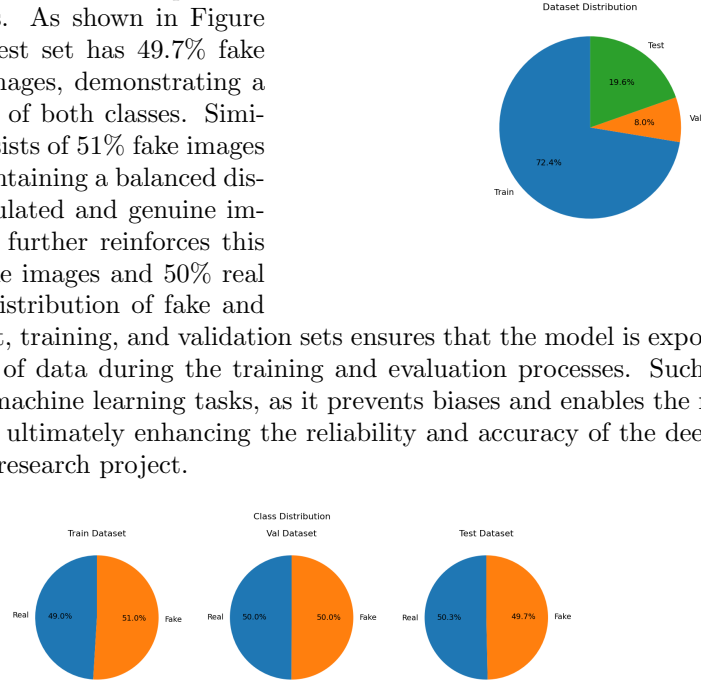 s. As shown in Figure
est set has 49.7% fake
mages, demonstrating a
of both classes. Simi-
sists of 51% fake images
ntaining a balanced dis-
ulated and genuine im-
further reinforces this
e images and 50% real
istribution of fake and
t, training, and validation sets ensures that the model is expo
of data during the training and evaluation processes. Such
machine learning tasks, as it prevents biases and enables the
ultimately enhancing the reliability and accuracy of the dee
research project.
Dataset Distribution
Test
19.6%
Val
8.0%
72.4%
Train
Class Distribution
Train Dataset
Val Dataset
Test Dataset
Real
49.0%
51.0%
Fake
Real
50.0%
50.0%
Fake
Real
50.3%
49.7%
Fake